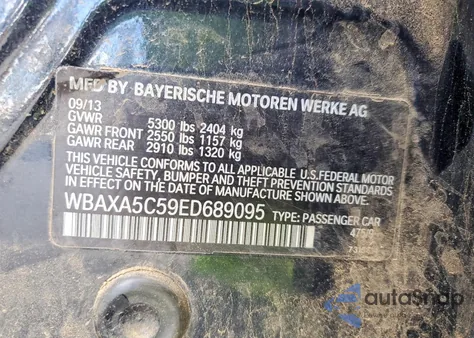 MFD BY BAYERISCHE MOTOREN WERKE AG
09/13
GVWR 5300 lbs 2404 kg
GAWR FRONT 2550 lbs 1157 kg
GAWR REAR 2910 lbs 1320 kg
THIS VEHICLE CONFORMS TO ALL APPLICABLE U.S.FEDERAL MOTOR
VEHICLE SAFETY, BUMPER, AND THEFT PREVENTION STANDARDS
IN EFFECT ON THE DATE OF MANUFACTURE SHOWN ABOVE.
WBAXA5C59ED689095 TYPE: PASSENGER CAR
autoSnap